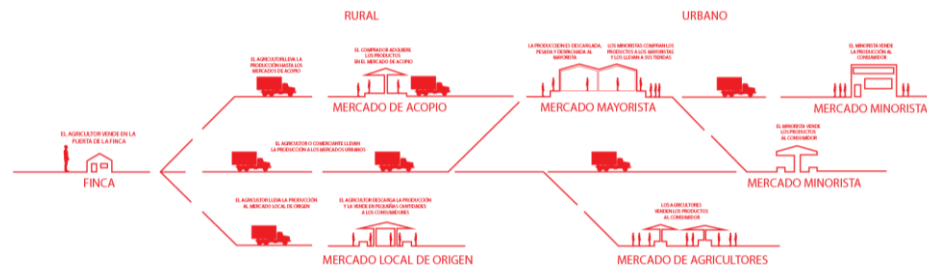 RURAL
URBANO
EL AGRICULTOR LLEVA LA
PRODUCCIÓN HASTA LOS
MERCADOS DE ACOPIO
EL COMPRADOR ADQUIERE
LOS PRODUCTOS
EN EL MERCADO DE ACOPIO
MERCADO DE ACOPIO
LA PRODUCCION ES DESCARGADA,
PESADA Y DESPACHADA AL
MAYORISTA
LOS MINORISTAS COMPRAN LOS
PRODUCTOS A LOS MAYORISTAS
Y LOS LLEVAN A SUS TIENDAS
MERCADO MAYORISTA
EL MINORISTA VENDE
LA PRODUCCIÓN AL
CONSUMIDOR
MERCADO MINORISTA
EL AGRICULTOR VENDE EN LA
PUERTA DE LA FINCA
FINCA
EL AGRICULTOR O COMERCIANTE LLEVAN
LA PRODUCCIÓN A LOS MERCADOS URBANOS
EL MINORISTA VENDE
LOS PRODUCTOS
AL CONSUMIDOR
MERCADO MINORISTA
EL AGRICULTOR LLEVA LA PRODUCCIÓN
AL MERCADO LOCAL DE ORIGEN
EL AGRICULTOR DESCARGA LA PRODUCCIÓN
Y LA VENDE EN PEQUEÑAS CANTIDADES
A LOS CONSUMIDORES
MERCADO LOCAL DE ORIGEN
LOS AGRICULTORES
VENDEN LOS PRODUCTOS
AL CONSUMIDOR
MERCADO DE AGRICULTORES